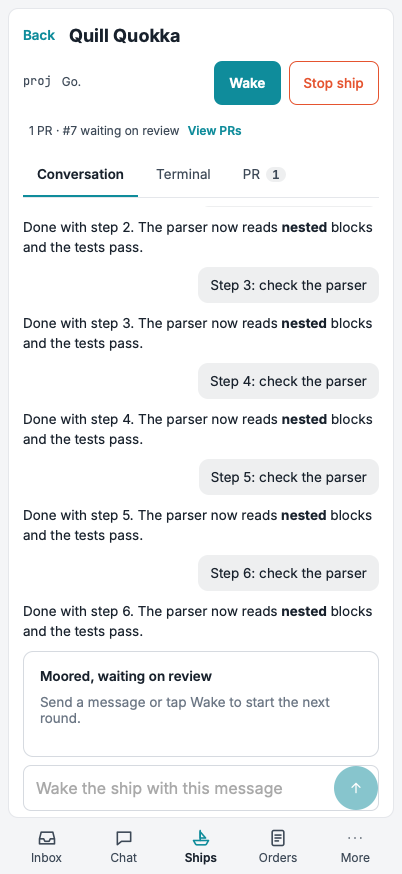 Back Quill Quokka
proj Go. Wake Stop ship
1 PR · #7 waiting on review View PRs
Conversation Terminal PR 1
Done with step 2. The parser now reads nested blocks
and the tests pass.
Step 3: check the parser
Done with step 3. The parser now reads nested blocks
and the tests pass.
Step 4: check the parser
Done with step 4. The parser now reads nested blocks
and the tests pass.
Step 5: check the parser
Done with step 5. The parser now reads nested blocks
and the tests pass.
Step 6: check the parser
Done with step 6. The parser now reads nested blocks
and the tests pass.
Moored, waiting on review
Send a message or tap Wake to start the next
round.
Wake the ship with this message
Inbox Chat Ships Orders More